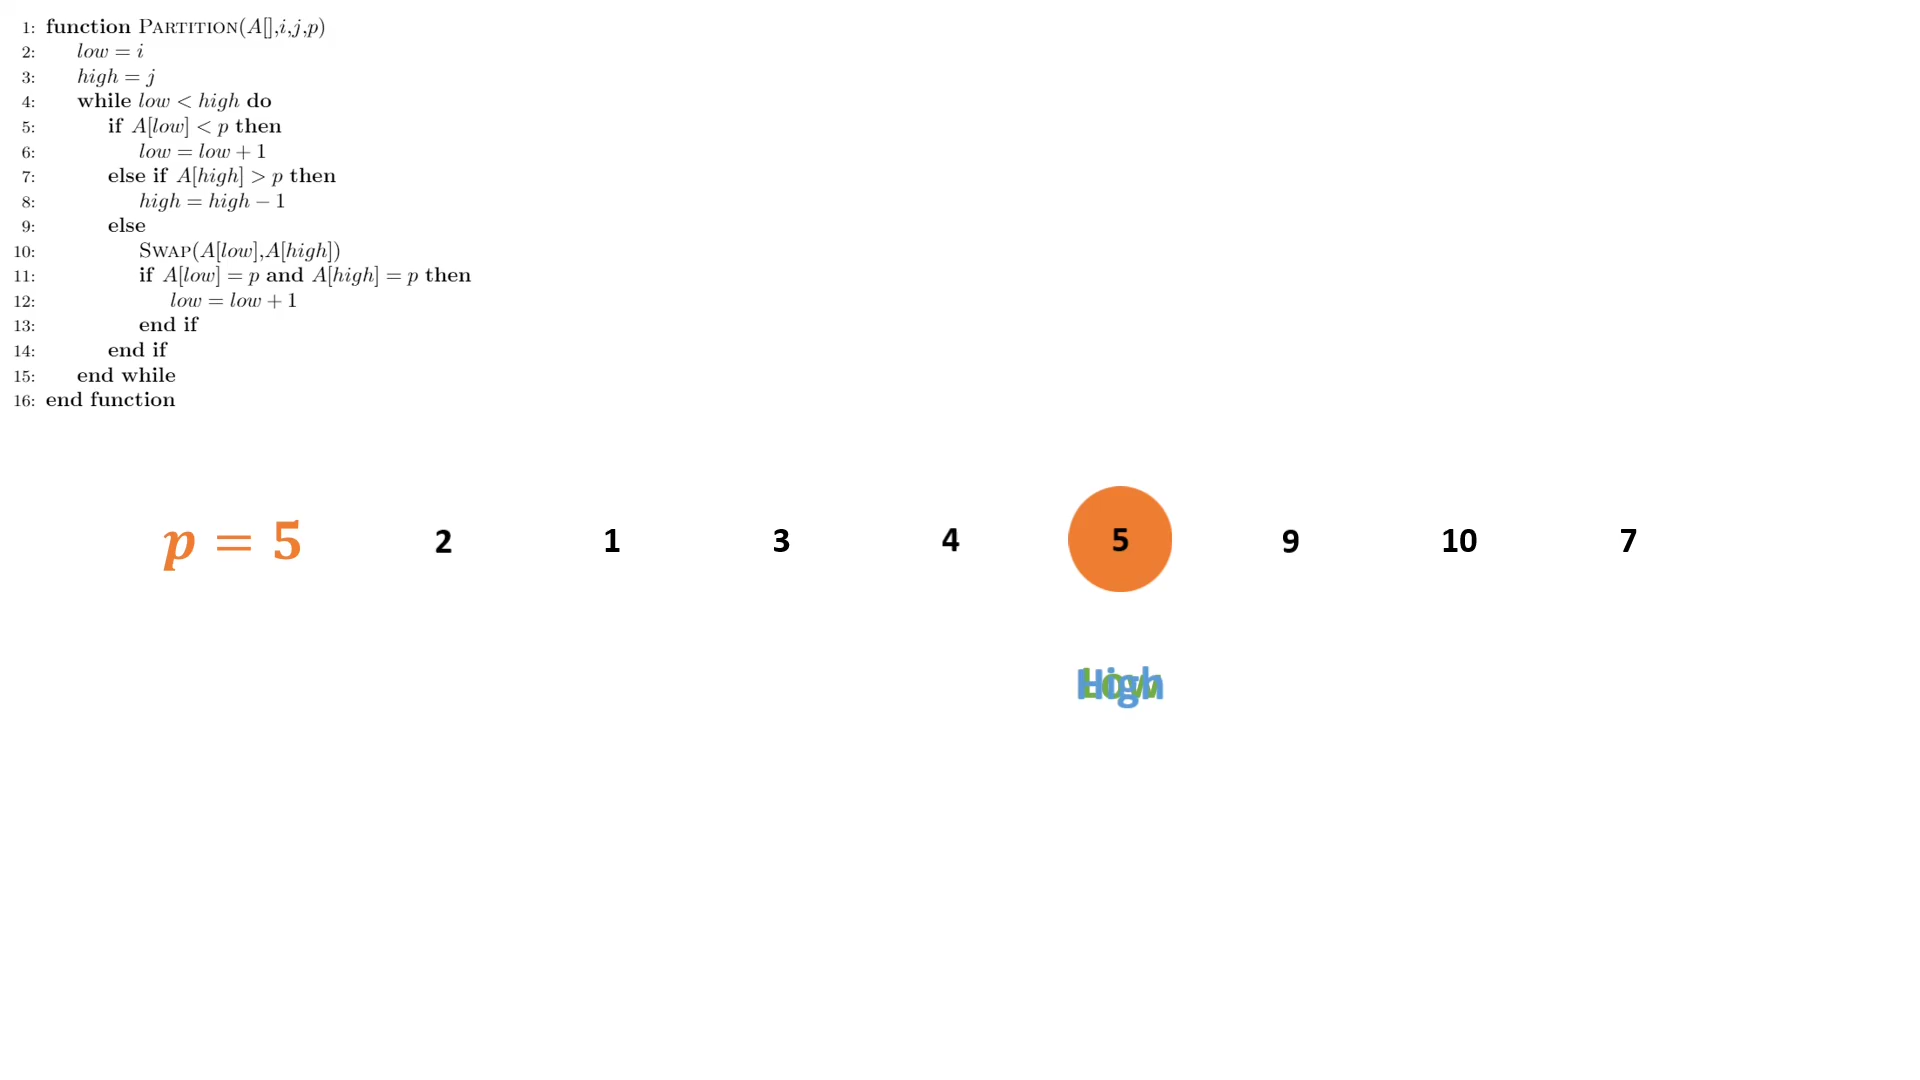 1: function PARTITION(A[],i,j,p)
2: low = i
3: high = j
4: while low < high do
5: if A[low] < p then
6: low = low + 1
7: else if A[high] > p then
8: high = high − 1
9: else
10: SWAP(A[low],A[high])
11: if A[low] = p and A[high] = p then
12: low = low + 1
13: end if
14: end if
15: end while
16: end function
p = 5 2 1 3 4 5 9 10 7
Low
High